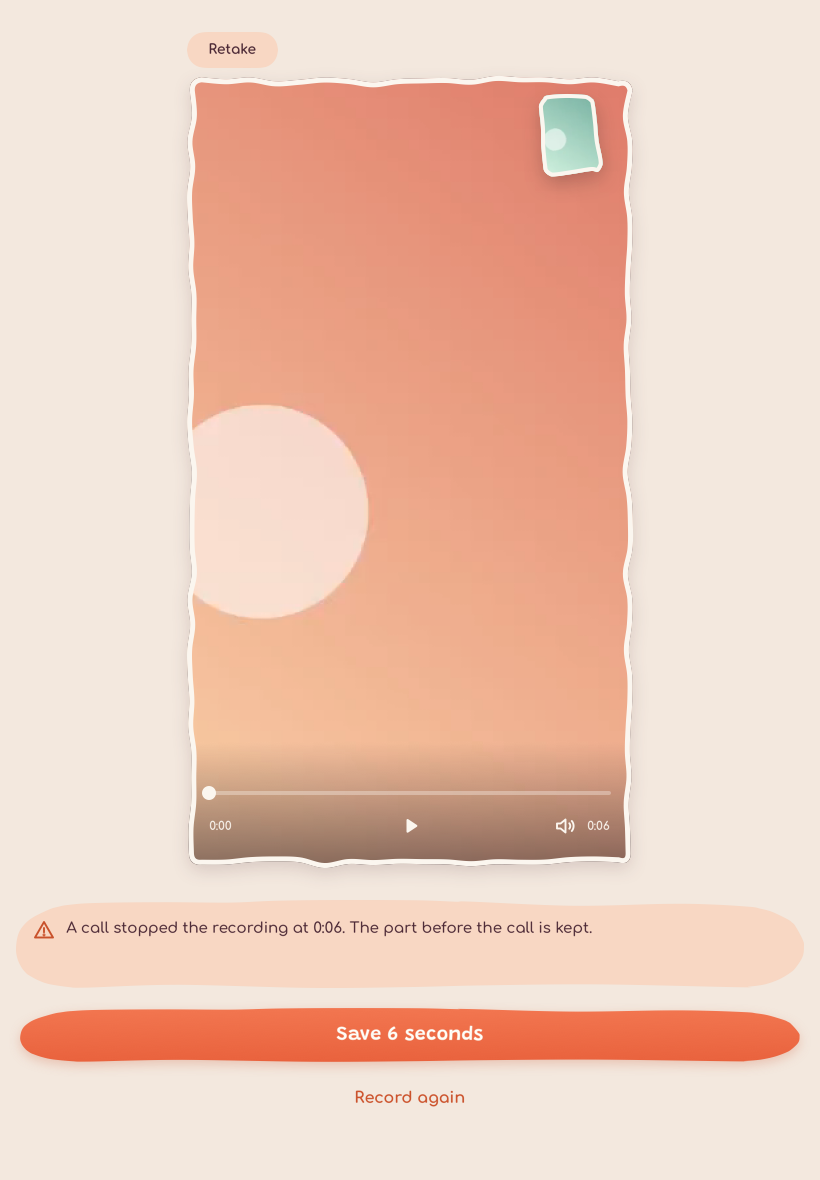 Retake
0:00
0:06
A call stopped the recording at 0:06. The part before the call is kept.
Save 6 seconds
Record again